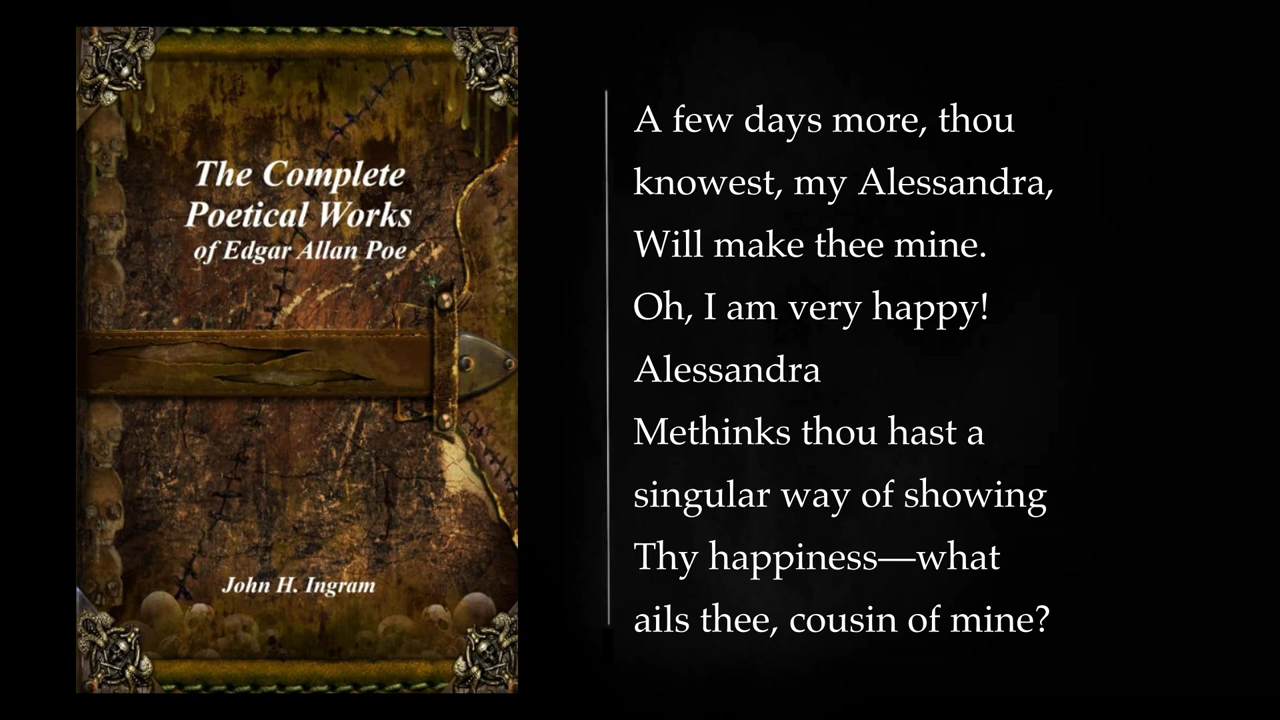 The Complete
Poetical Works
of Edgar Allan Poe
John H. Ingram
A few days more, thou
knowest, my Alessandra,
Will make thee mine.
Oh, I am very happy!
Alessandra
Methinks thou hast a
singular way of showing
Thy happiness—what
ails thee, cousin of mine?